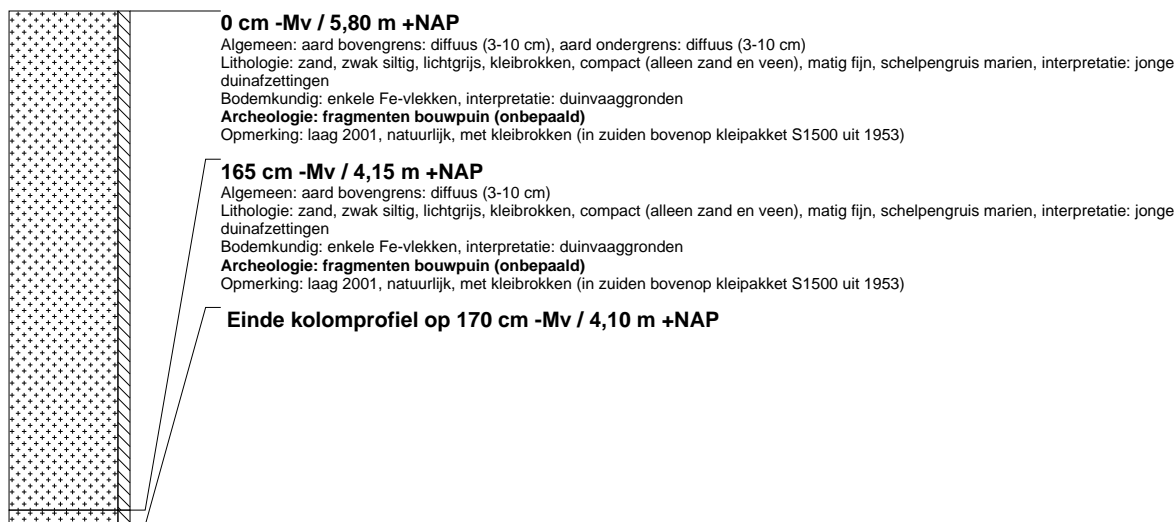 0 cm -Mv / 5,80 m +NAP
Algemeen: aard bovengrens: diffuus (3-10 cm), aard ondergrens: diffuus (3-10 cm)
Lithologie: zand, zwak siltig, lichtgrijs, kleibrokken, compact (alleen zand en veen), matig fijn, schelpengruis marien, interpretatie: jonge
duinafzettingen
Bodemkundig: enkele Fe-vlekken, interpretatie: duinvaaggronden
Archeologie: fragmenten bouwpuin (onbepaald)
Opmerking: laag 2001, natuurlijk, met kleibrokken (in zuiden bovenop kleipakket S1500 uit 1953)
165 cm -Mv / 4,15 m +NAP
Algemeen: aard bovengrens: diffuus (3-10 cm)
Lithologie: zand, zwak siltig, lichtgrijs, kleibrokken, compact (alleen zand en veen), matig fijn, schelpengruis marien, interpretatie: jonge
duinafzettingen
Bodemkundig: enkele Fe-vlekken, interpretatie: duinvaaggronden
Archeologie: fragmenten bouwpuin (onbepaald)
Opmerking: laag 2001, natuurlijk, met kleibrokken (in zuiden bovenop kleipakket S1500 uit 1953)
Einde kolomprofiel op 170 cm -Mv / 4,10 m +NAP